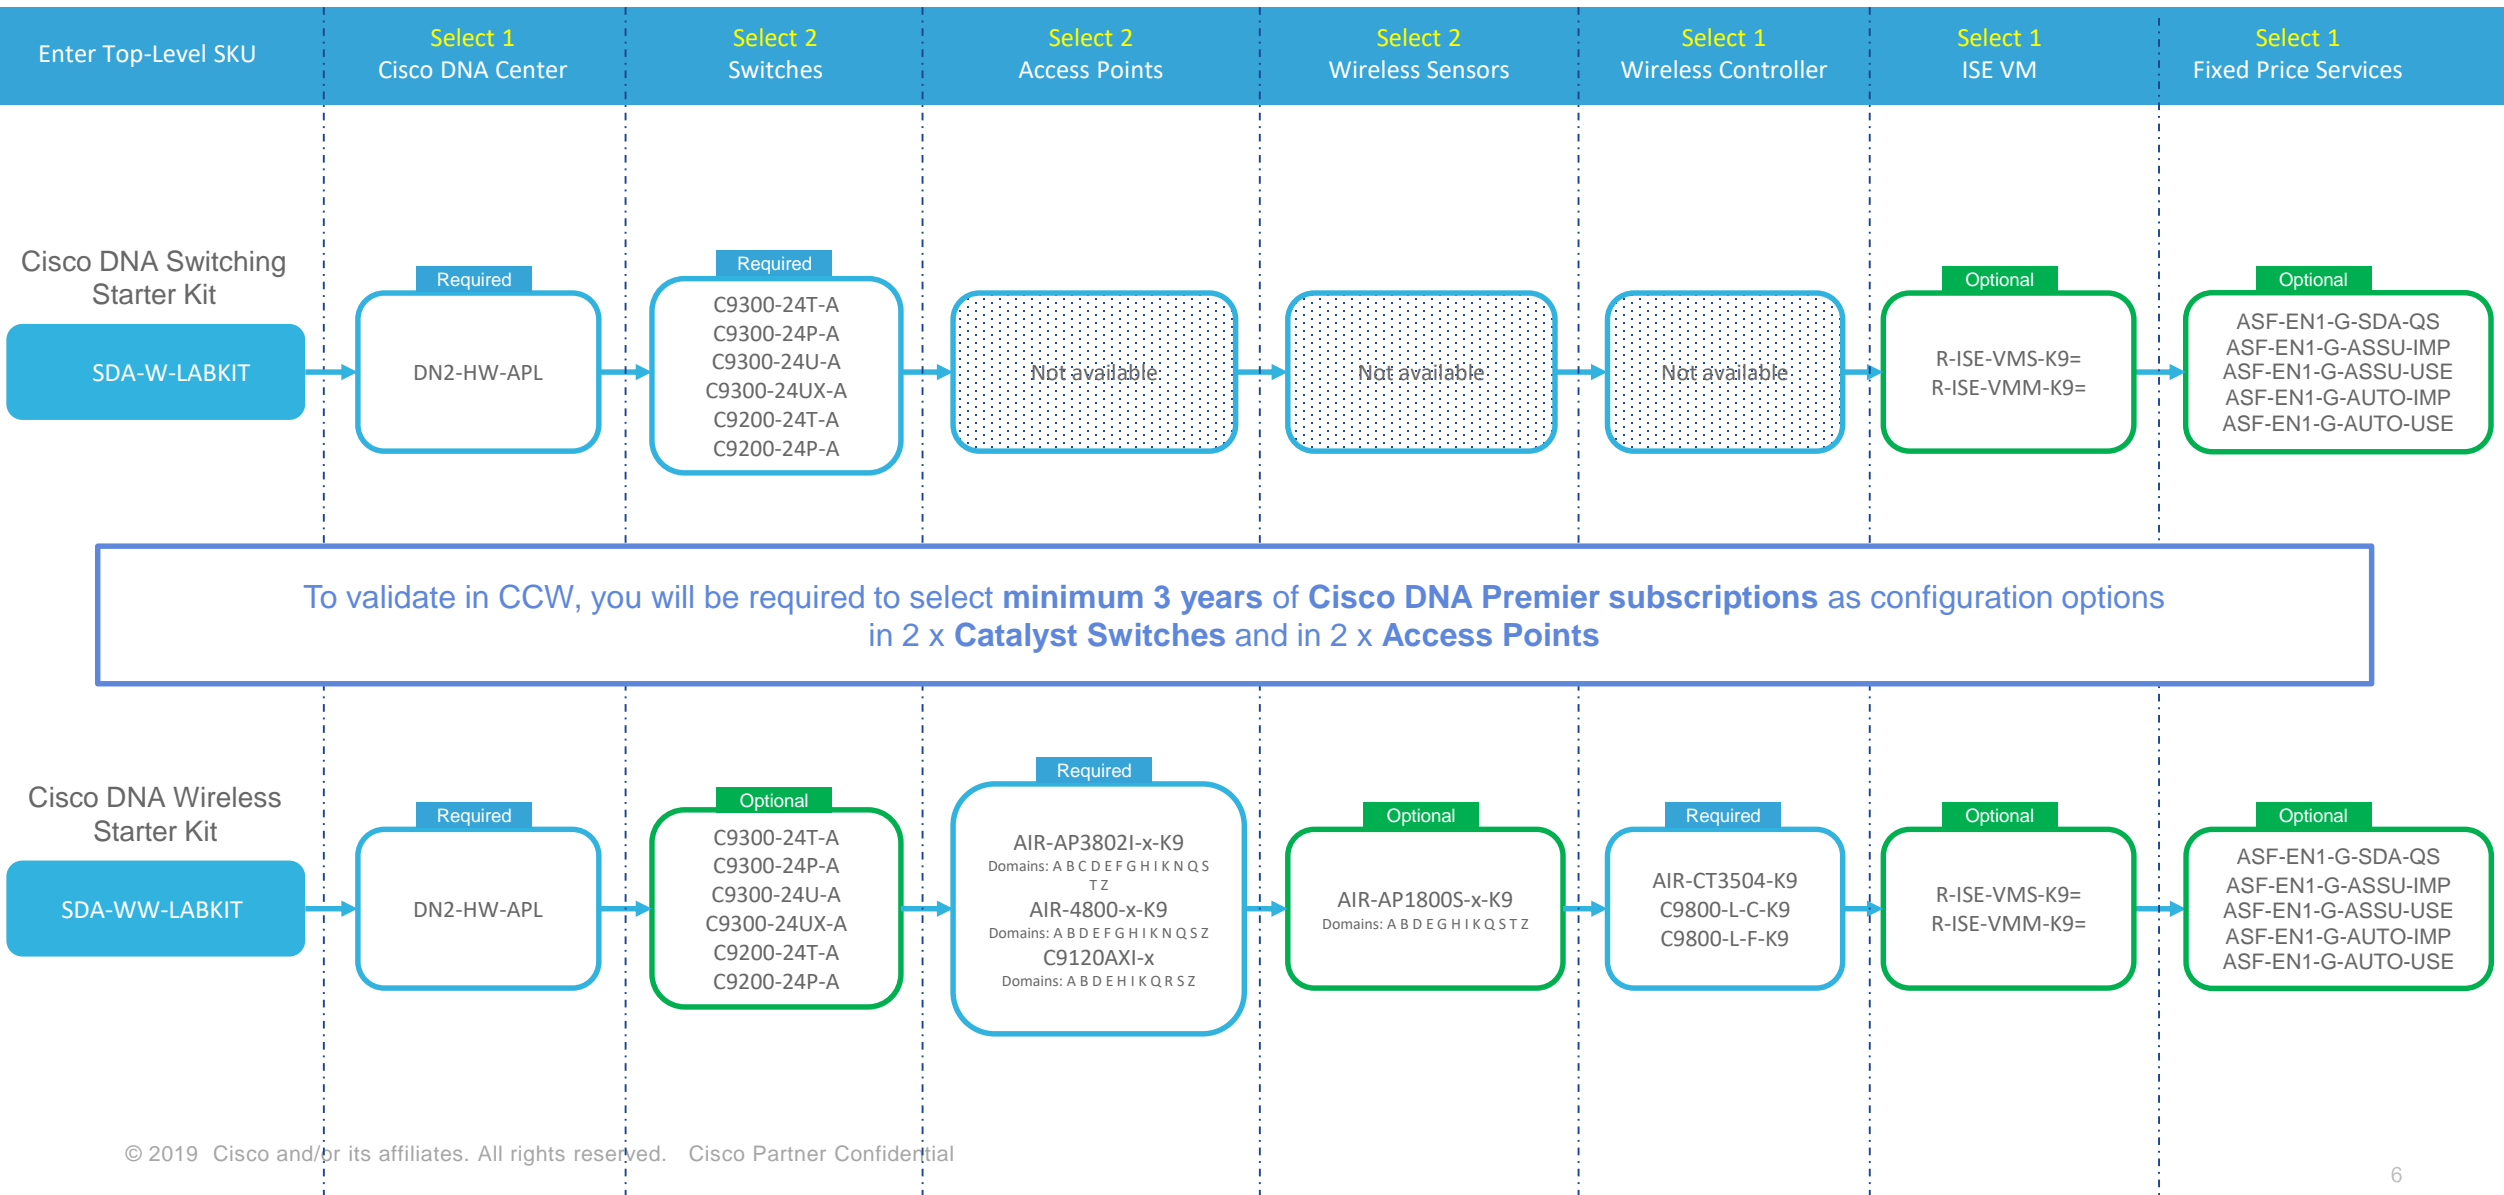 Enter Top-Level SKU
Select 1
Cisco DNA Center
Select 2
Switches
Select 2
Access Points
Select 2
Wireless Sensors
Select 1
Wireless Controller
Select 1
ISE VM
Select 1
Fixed Price Services
Cisco DNA Switching
Starter Kit
SDA-W-LABKIT
Required
DN2-HW-APL
Required
C9300-24T-A
C9300-24P-A
C9300-24U-A
C9300-24UX-A
C9200-24T-A
C9200-24P-A
Not available
Not available
Not available
Optional
R-ISE-VMS-K9=
R-ISE-VMM-K9=
Optional
ASF-EN1-G-SDA-QS
ASF-EN1-G-ASSU-IMP
ASF-EN1-G-ASSU-USE
ASF-EN1-G-AUTO-IMP
ASF-EN1-G-AUTO-USE
To validate in CCW, you will be required to select minimum 3 years of Cisco DNA Premier subscriptions as configuration options
in 2 x Catalyst Switches and in 2 x Access Points
Cisco DNA Wireless
Starter Kit
SDA-WW-LABKIT
Required
DN2-HW-APL
Optional
C9300-24T-A
C9300-24P-A
C9300-24U-A
C9300-24UX-A
C9200-24T-A
C9200-24P-A
Required
AIR-AP3802I-x-K9
Domains: A B C D E F G H I K N Q S
T Z
AIR-4800-x-K9
Domains: A B D E F G H I K N Q S Z
C9120AXI-x
Domains: A B D E H I K Q R S Z
Optional
AIR-AP1800S-x-K9
Domains: A B D E G H I K Q S T Z
Required
AIR-CT3504-K9
C9800-L-C-K9
C9800-L-F-K9
Optional
R-ISE-VMS-K9=
R-ISE-VMM-K9=
Optional
ASF-EN1-G-SDA-QS
ASF-EN1-G-ASSU-IMP
ASF-EN1-G-ASSU-USE
ASF-EN1-G-AUTO-IMP
ASF-EN1-G-AUTO-USE
© 2019 Cisco and/or its affiliates. All rights reserved. Cisco Partner Confidential
6